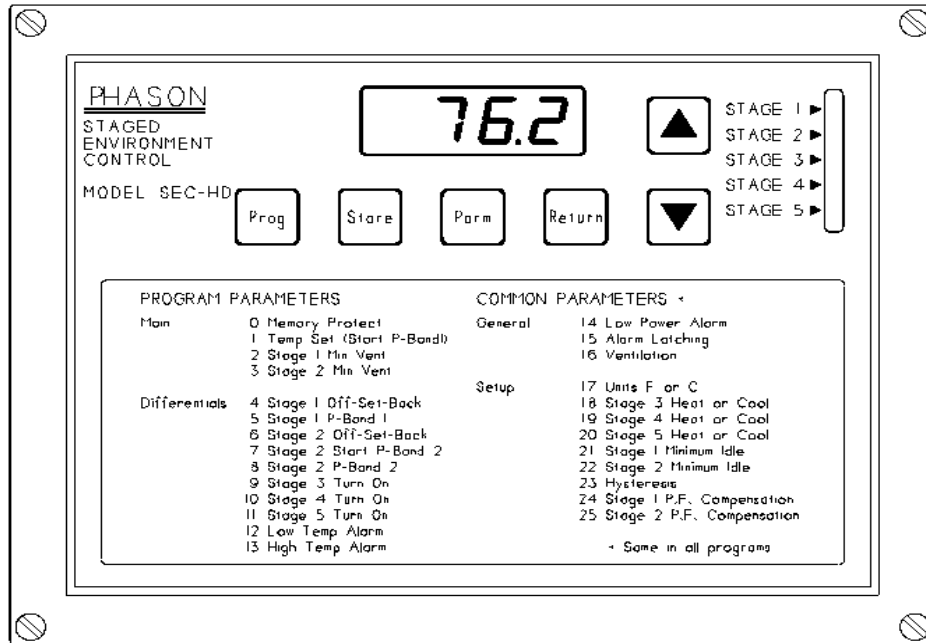 PHASON
STAGED
ENVIRONMENT
CONTROL
MODEL SEC-HD
76.2
STAGE 1
STAGE 2
STAGE 3
STAGE 4
STAGE 5
Prog
Store
Parm
Return
PROGRAM PARAMETERS
Main
0 Memory Protect
1 Temp Set (Start P-Band1)
2 Stage 1 Min Vent
3 Stage 2 Min Vent
Differentials
4 Stage 1 Off-Set-Back
5 Stage 1 P-Band 1
6 Stage 2 Off-Set-Back
7 Stage 2 Start P-Band 2
8 Stage 2 P-Band 2
9 Stage 3 Turn On
10 Stage 4 Turn On
11 Stage 5 Turn On
12 Low Temp Alarm
13 High Temp Alarm
COMMON PARAMETERS *
General
14 Low Power Alarm
15 Alarm Latching
16 Ventilation
Setup
17 Units F or C
18 Stage 3 Heat or Cool
19 Stage 4 Heat or Cool
20 Stage 5 Heat or Cool
21 Stage 1 Minimum Idle
22 Stage 2 Minimum Idle
23 Hysteresis
24 Stage 1 P.F. Compensation
25 Stage 2 P.F. Compensation
* Same in all programs